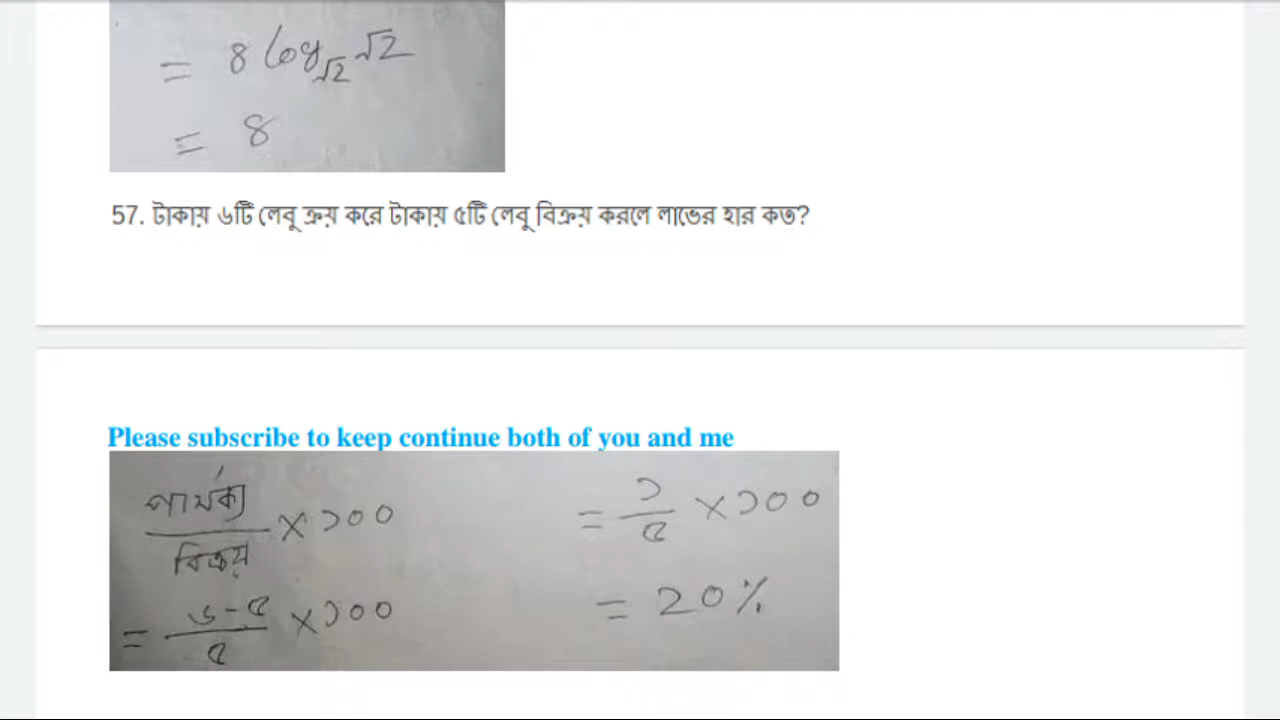 = 8 log√2 √2
= 8
57. টাকায় ৬টি লেবু ক্রয় করে টাকায় ৫টি লেবু বিক্রয় করলে লাভের হার কত?
Please subscribe to keep continue both of you and me
পার্থক্য/বিক্রয় × ১০০
= ৬-৫/৫ × ১০০
= ১/৫ × ১০০
= 20%